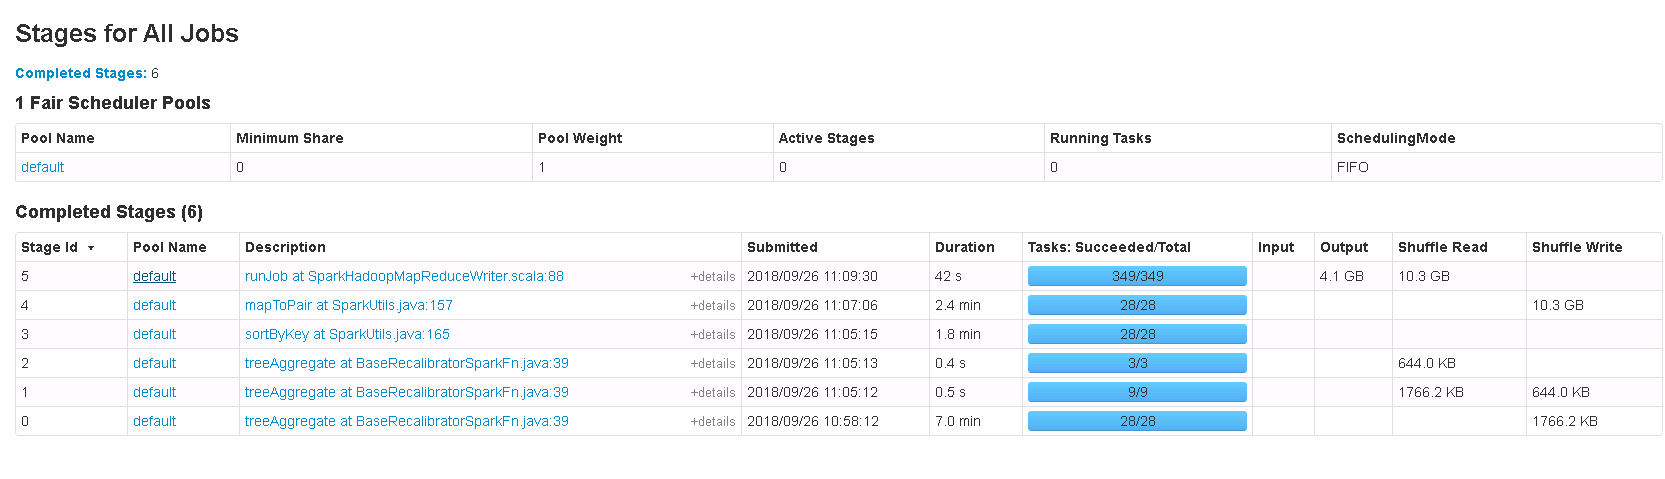 Stages for All Jobs
Completed Stages: 6
1 Fair Scheduler Pools
Pool Name Minimum Share Pool Weight Active Stages Running Tasks SchedulingMode
default 0 1 0 0 FIFO
Completed Stages (6)
Stage Id ▾ Pool Name Description Submitted Duration Tasks: Succeeded/Total Input Output Shuffle Read Shuffle Write
5 default runJob at SparkHadoopMapReduceWriter.scala:88 +details 2018/09/26 11:09:30 42 s 349/349 4.1 GB 10.3 GB
4 default mapToPair at SparkUtils.java:157 +details 2018/09/26 11:07:06 2.4 min 28/28 10.3 GB
3 default sortByKey at SparkUtils.java:165 +details 2018/09/26 11:05:15 1.8 min 28/28
2 default treeAggregate at BaseRecalibratorSparkFn.java:39 +details 2018/09/26 11:05:13 0.4 s 3/3 644.0 KB
1 default treeAggregate at BaseRecalibratorSparkFn.java:39 +details 2018/09/26 11:05:12 0.5 s 9/9 1766.2 KB 644.0 KB
0 default treeAggregate at BaseRecalibratorSparkFn.java:39 +details 2018/09/26 10:58:12 7.0 min 28/28 1766.2 KB